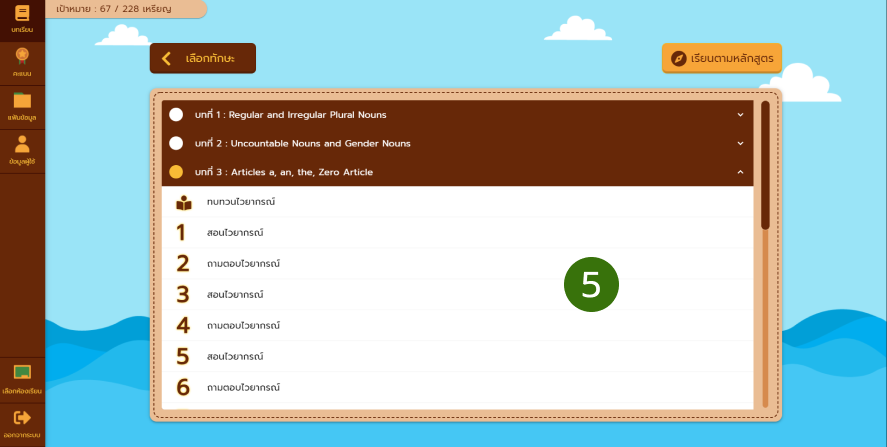 เป้าหมาย : 67 / 228 เหรียญ
บทเรียน
คะแนน
แฟ้มข้อมูล
ข้อมูลผู้ใช้
เลือกห้องเรียน
ออกจากระบบ
เลือกทักษะ
เรียนตามหลักสูตร
บทที่ 1 : Regular and Irregular Plural Nouns
บทที่ 2 : Uncountable Nouns and Gender Nouns
บทที่ 3 : Articles a, an, the, Zero Article
ทบทวนไวยากรณ์
1 สอนไวยากรณ์
2 ถามตอบไวยากรณ์
3 สอนไวยากรณ์
4 ถามตอบไวยากรณ์
5 สอนไวยากรณ์
6 ถามตอบไวยากรณ์
5